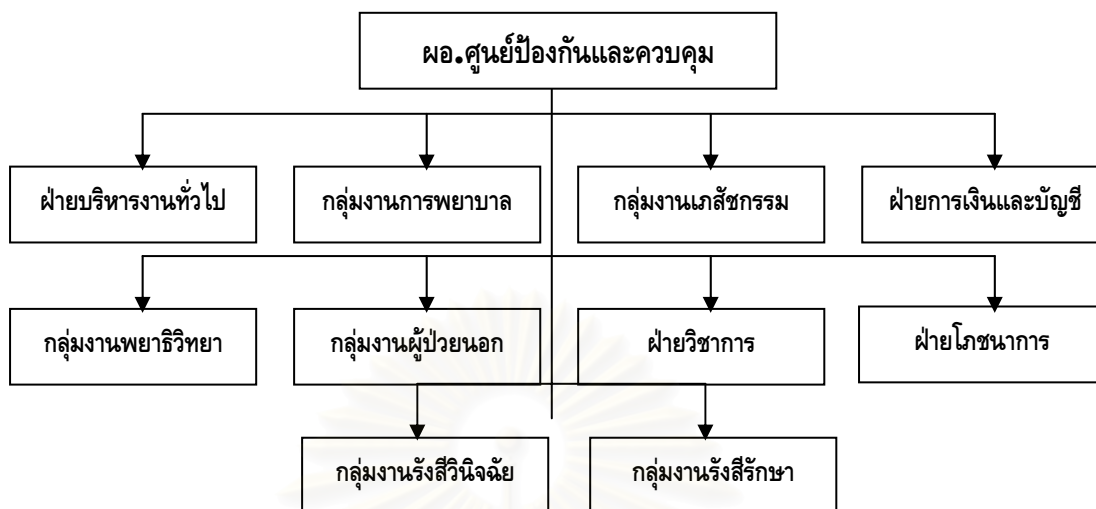 ผอ.ศูนย์ป้องกันและควบคุม
ฝ่ายบริหารงานทั่วไป
กลุ่มงานการพยาบาล
กลุ่มงานเภสัชกรรม
ฝ่ายการเงินและบัญชี
กลุ่มงานพยาธิวิทยา
กลุ่มงานผู้ป่วยนอก
ฝ่ายวิชาการ
ฝ่ายโภชนาการ
กลุ่มงานรังสีวินิจฉัย
กลุ่มงานรังสีรักษา